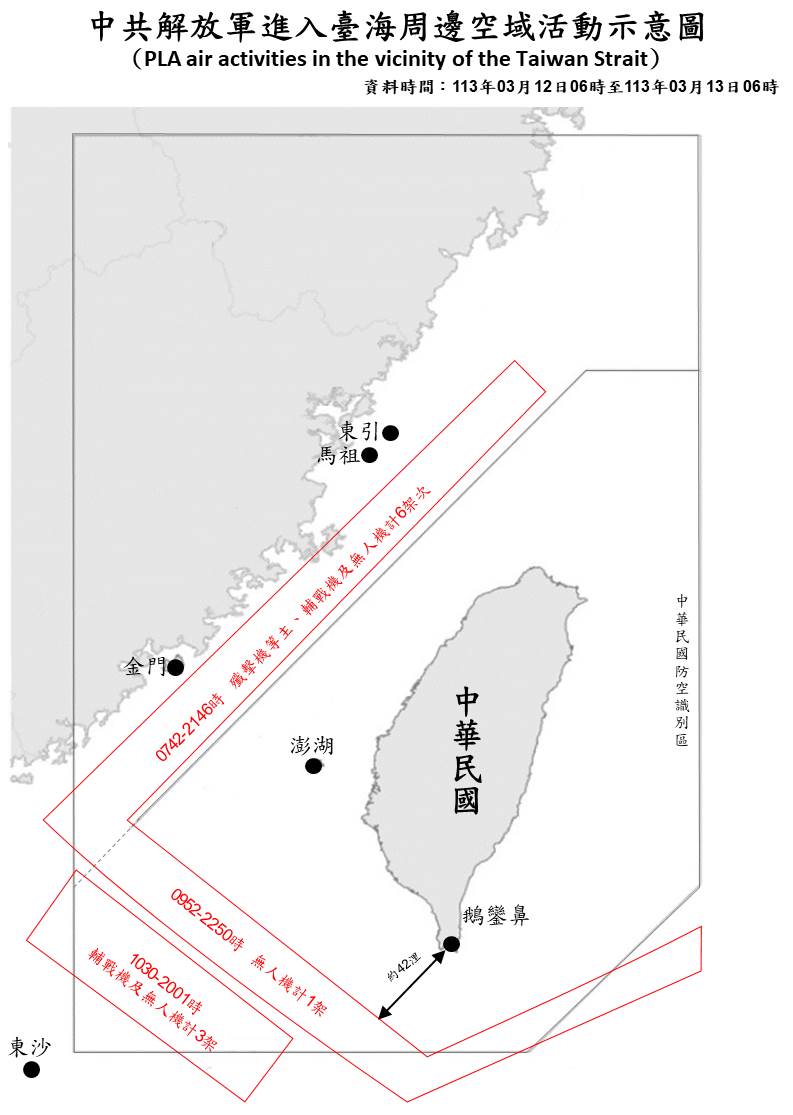 中共解放軍進入臺海周邊空域活動示意圖
（PLA air activities in the vicinity of the Taiwan Strait）
資料時間：113年03月12日06時至113年03月13日06時
東引
馬祖
0742-2146時 殲擊機等主、輔戰機及無人機計6架次
中華民國防空識別區
金門
中華民國
澎湖
鵝鑾鼻
0952-2250時 無人機計1架
約42浬
1030-2001時
輔戰機及無人機計3架
東沙